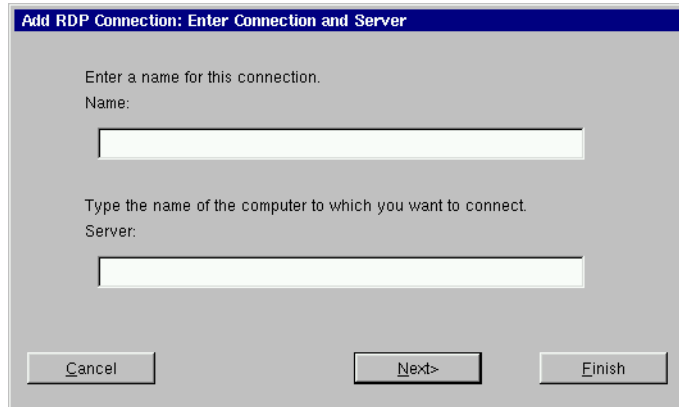 Add RDP Connection: Enter Connection and Server
Enter a name for this connection.
Name:
Type the name of the computer to which you want to connect.
Server:
Cancel
Next>
Finish